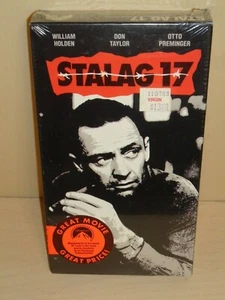 WILLIAM HOLDEN
DON TAYLOR
OTTO PREMINGER
STALAG 17
GREAT MOVIE
GREAT PRICE!